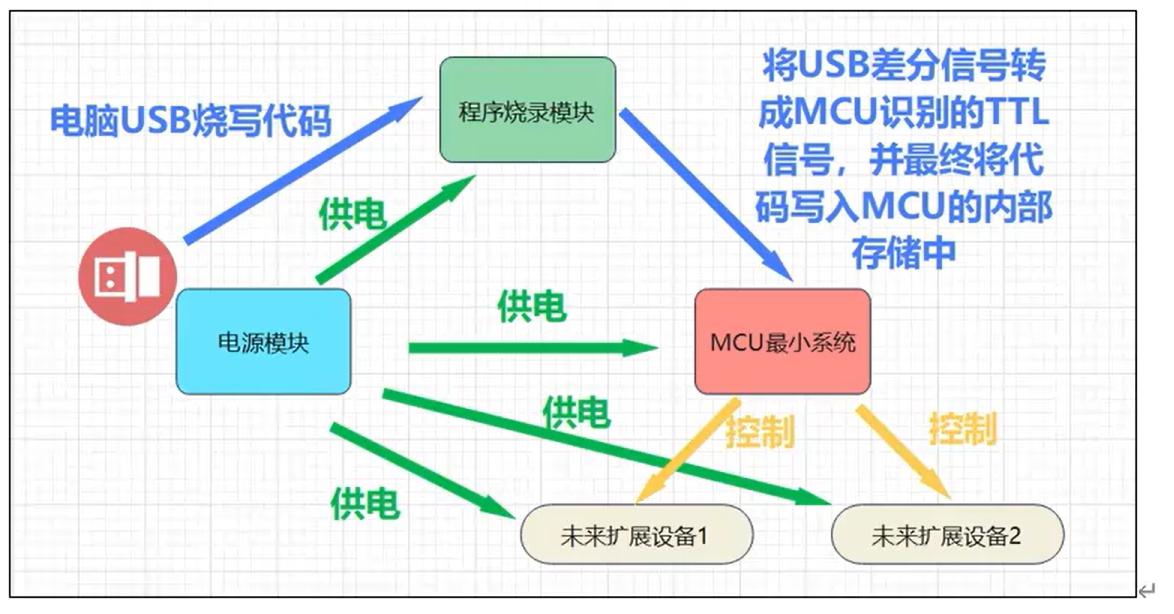 将USB差分信号转
成MCU识别的TTL
信号，并最终将代
码写入MCU的内部
存储中
电脑USB烧写代码
程序烧录模块
供电
供电
电源模块
MCU最小系统
供电
控制
控制
供电
未来扩展设备1
未来扩展设备2